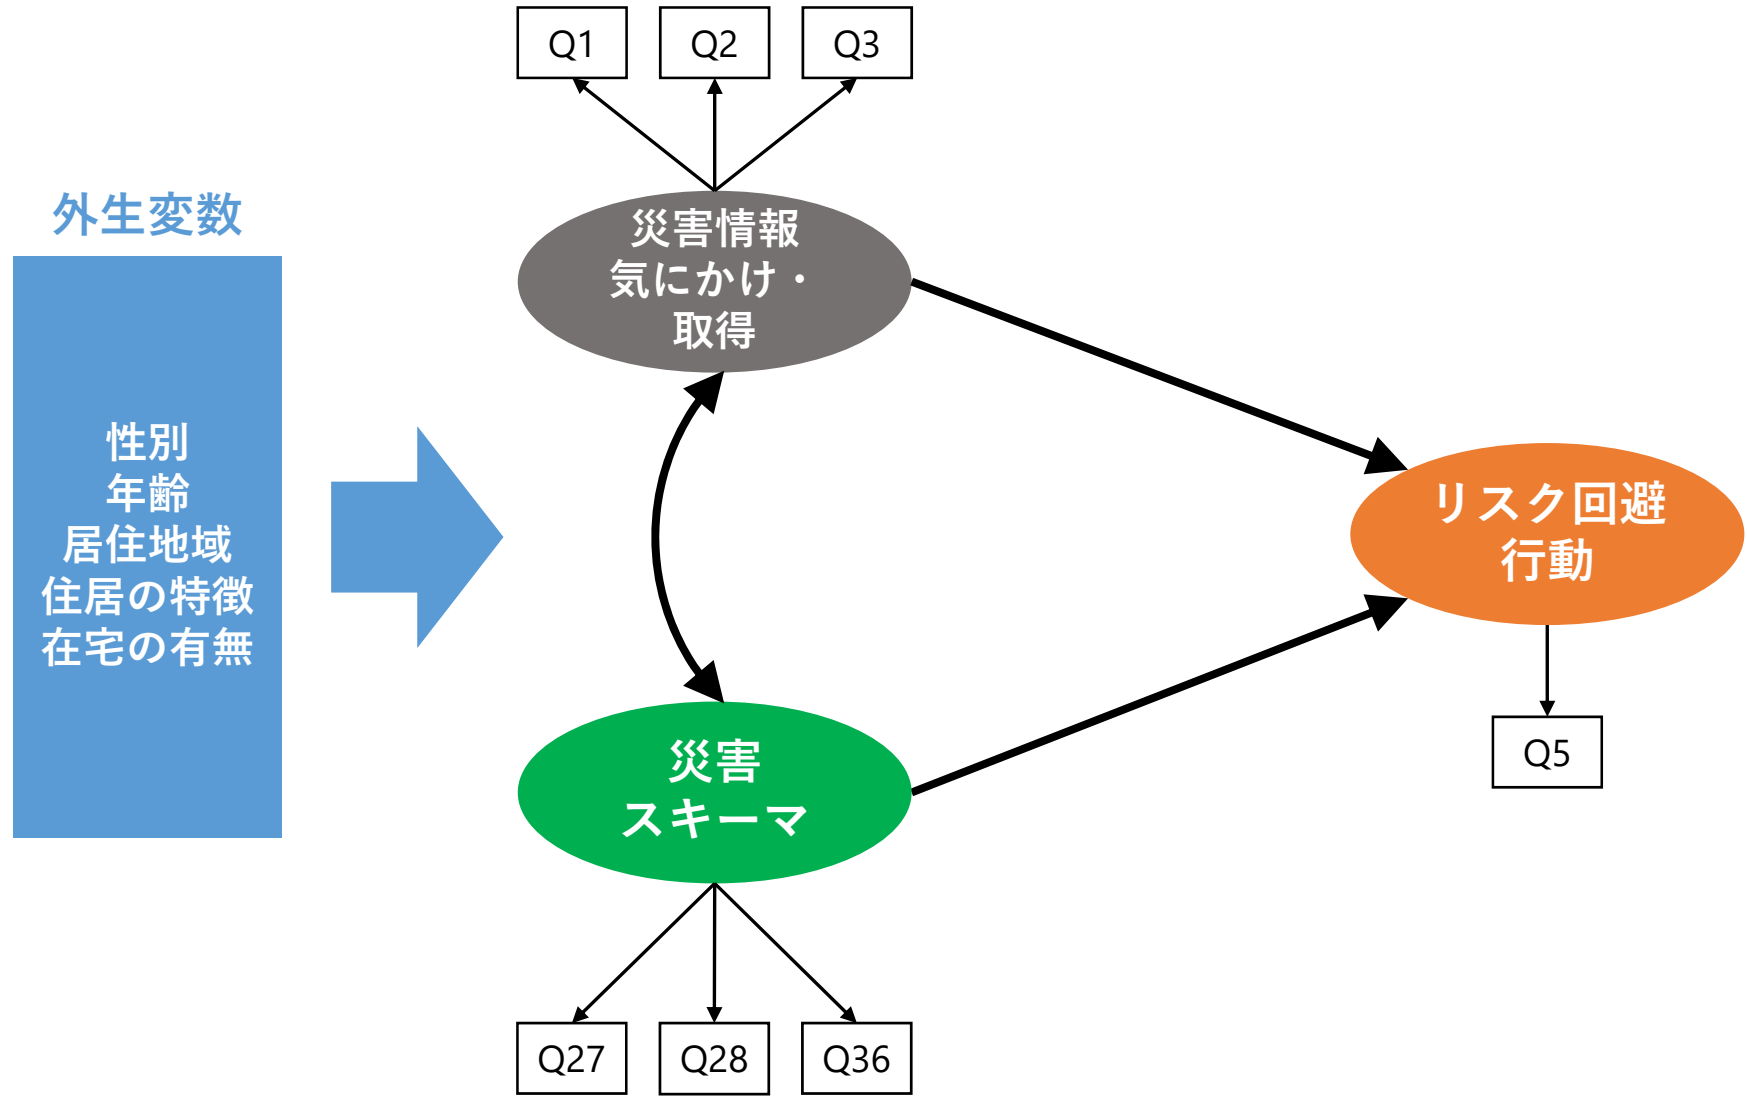 Q1
Q2
Q3
外生変数
性別
年齢
居住地域
住居の特徴
在宅の有無
災害情報
気にかけ・
取得
リスク回避
行動
Q5
災害
スキーマ
Q27
Q28
Q36